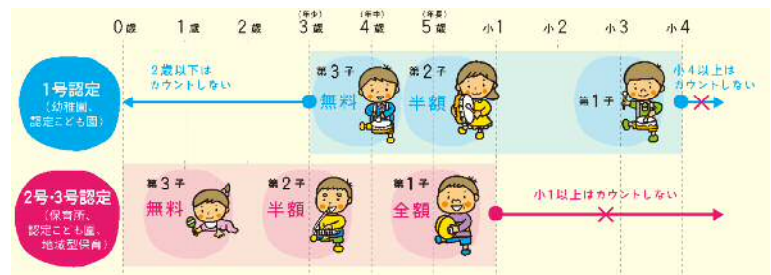 (年少) (年中) (年長)
0歳 1歳 2歳 3歳 4歳 5歳 小1 小2 小3 小4
1号認定
(幼稚園、
認定こども園)
2歳以下は
カウントしない
第3子
無料
第2子
半額
第1子
小4以上は
カウントしない
2号・3号認定
(保育所、
認定こども園、
地域型保育)
第3子
無料
第2子
半額
第1子
全額
小1以上はカウントしない